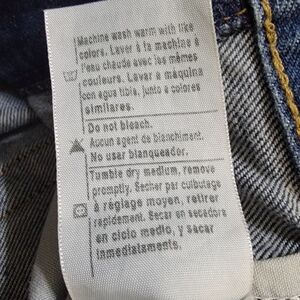 Machine wash warm with like
colors. Laver à la machine à
l'eau chaude avec les mêmes
couleurs. Lavar a máquina
con agua tibia, junto a colores
similares.
Do not bleach.
Aucun agent de blanchiment.
No usar blanqueador.
Tumble dry medium, remove
promptly. Secher par culbutage
à réglage moyen, retirer
rapidement. Secar en secadora
en ciclo medio, y sacar
inmediatamente.